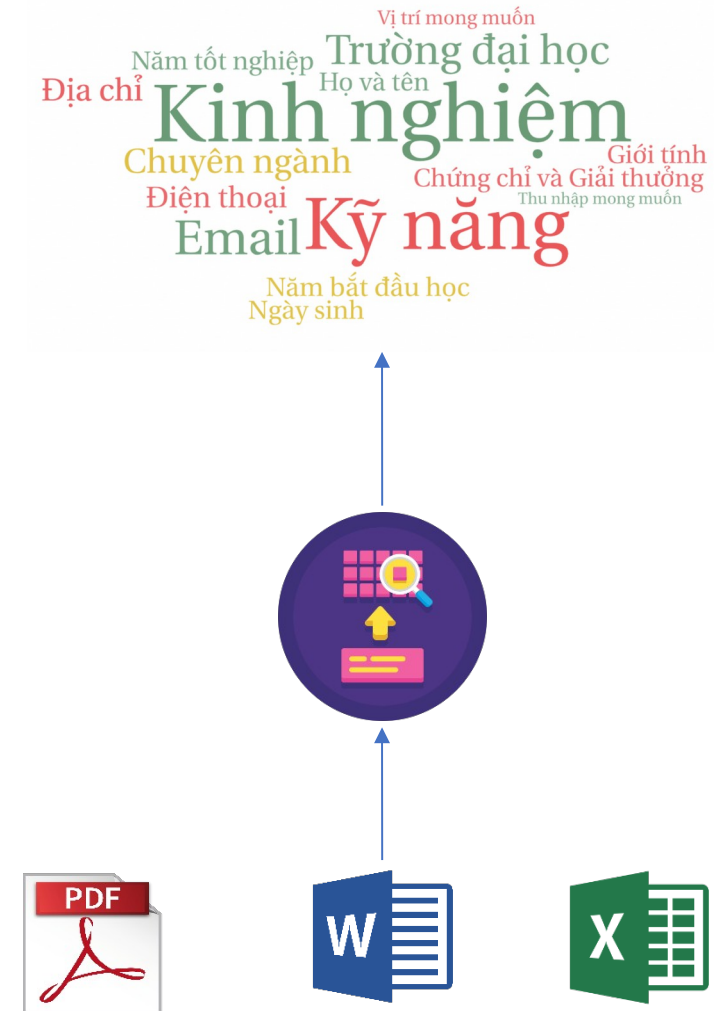 Vị trí mong muốn
Năm tốt nghiệp Trường đại học
Địa chỉ Họ và tên
Kinh nghiệm
Chuyên ngành Giới tính
Điện thoại Chứng chỉ và Giải thưởng
Thu nhập mong muốn
Email Kỹ năng
Năm bắt đầu học
Ngày sinh
PDF
W X